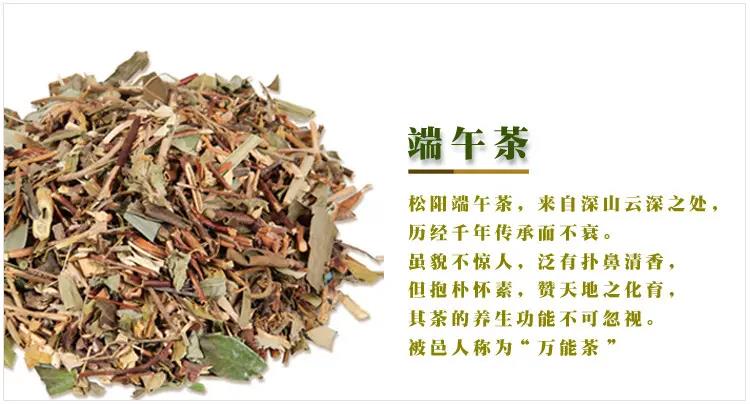 端午茶
松阳端午茶，来自深山云深之处，
历经千年传承而不衰。
虽貌不惊人，泛有扑鼻清香，
但抱朴怀素，赞天地之化育，
其茶的养生功能不可忽视。
被邑人称为“万能茶”